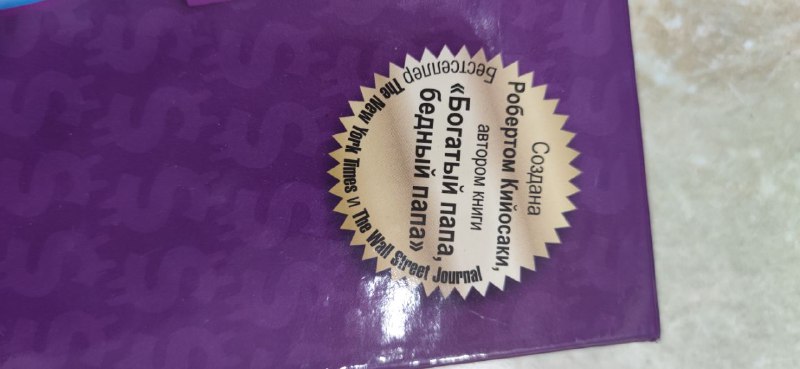 Создана
Робертом Кийосаки,
автором книги
«Богатый папа,
бедный папа»
Бестселлер The New York Times и The Wall Street Journal